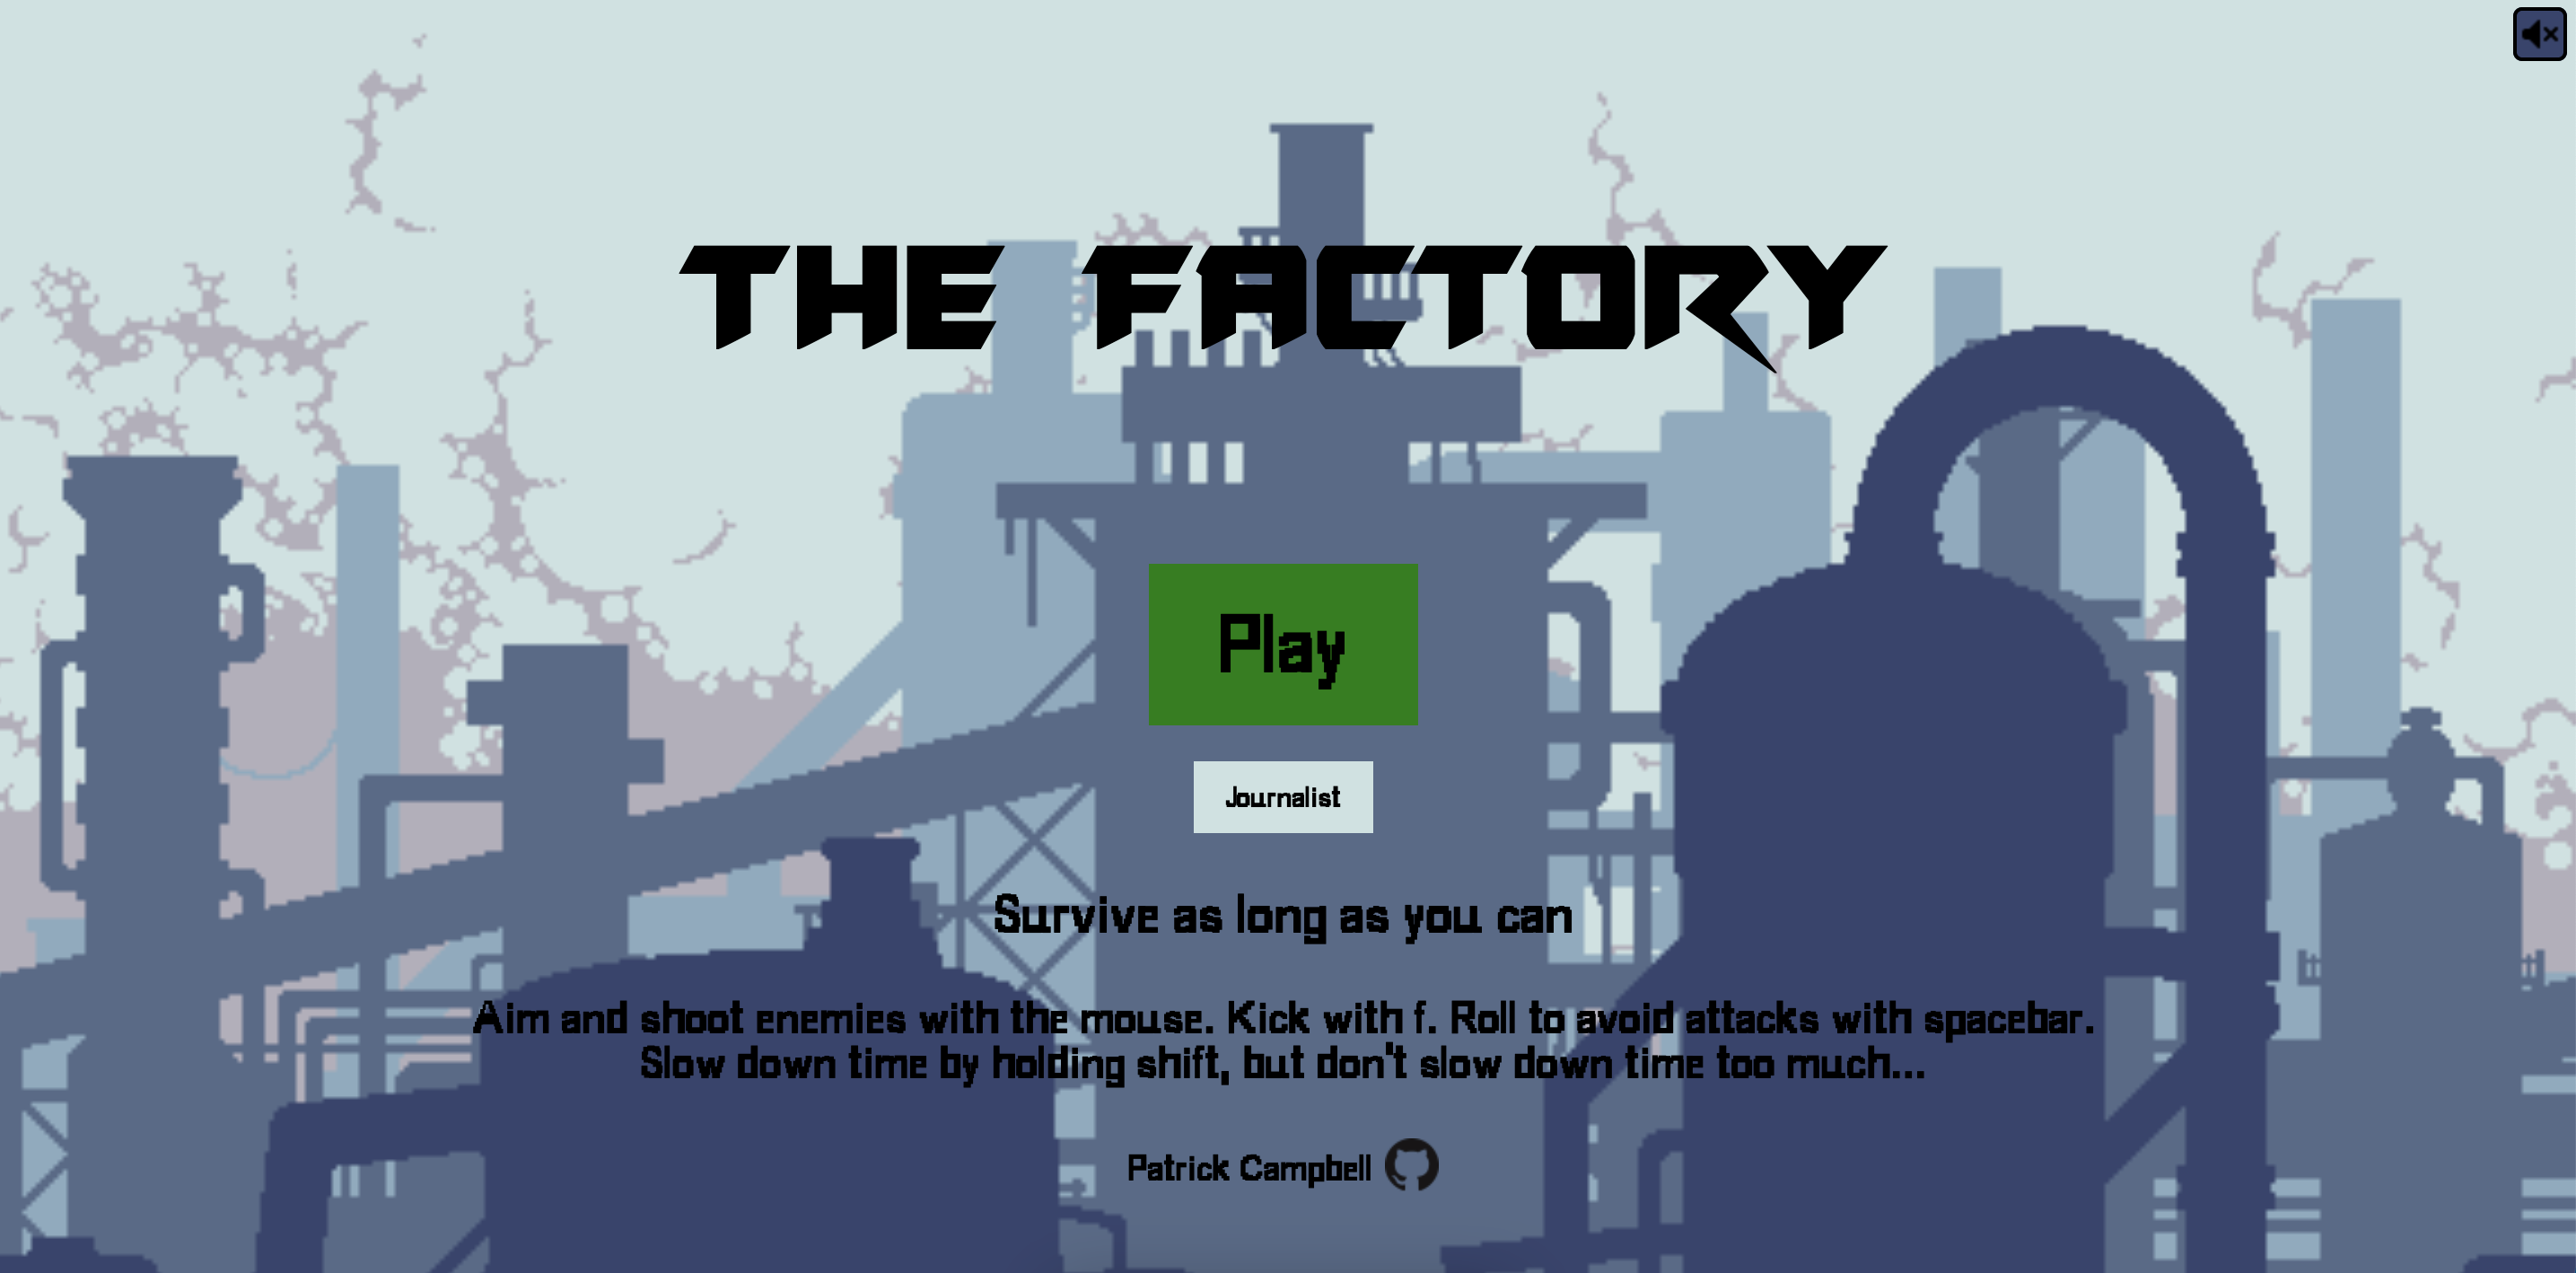 THE FACTORY
Play
Journalist
Survive as long as you can
Aim and shoot enemies with the mouse. Kick with f. Roll to avoid attacks with spacebar.
Slow down time by holding shift, but don't slow down time too much...
Patrick Campbell